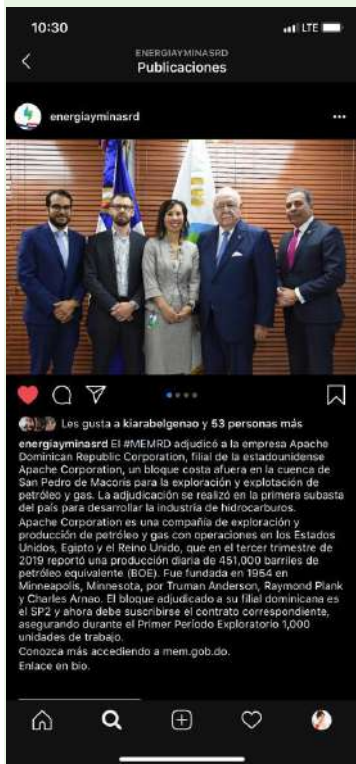 10:30
LTE
ENERGIAYMINASRD
Publicaciones
energiayminasrd
Les gusta a kiarabelgenao y 53 personas más
energiayminasrd El #MEMRD adjudicó a la empresa Apache
Dominican Republic Corporation, filial de la estadounidense
Apache Corporation, un bloque costa afuera en la cuenca de
San Pedro de Macorís para la exploración y explotación de
petróleo y gas. La adjudicación se realizó en la primera subasta
del país para desarrollar la industria de hidrocarburos.
Apache Corporation es una compañía de exploración y
producción de petróleo y gas con operaciones en los Estados
Unidos, Egipto y el Reino Unido, que en el tercer trimestre de
2019 reportó una producción diaria de 451,000 barriles de
petróleo equivalente (BOE). Fue fundada en 1954 en
Minneapolis, Minnesota, por Truman Anderson, Raymond Plank
y Charles Arnao. El bloque adjudicado a su filial dominicana es
el SP2 y ahora debe suscribirse el contrato correspondiente,
asegurando durante el Primer Período Exploratorio 1,000
unidades de trabajo.
Conozca más accediendo a mem.gob.do.
Enlace en bio.